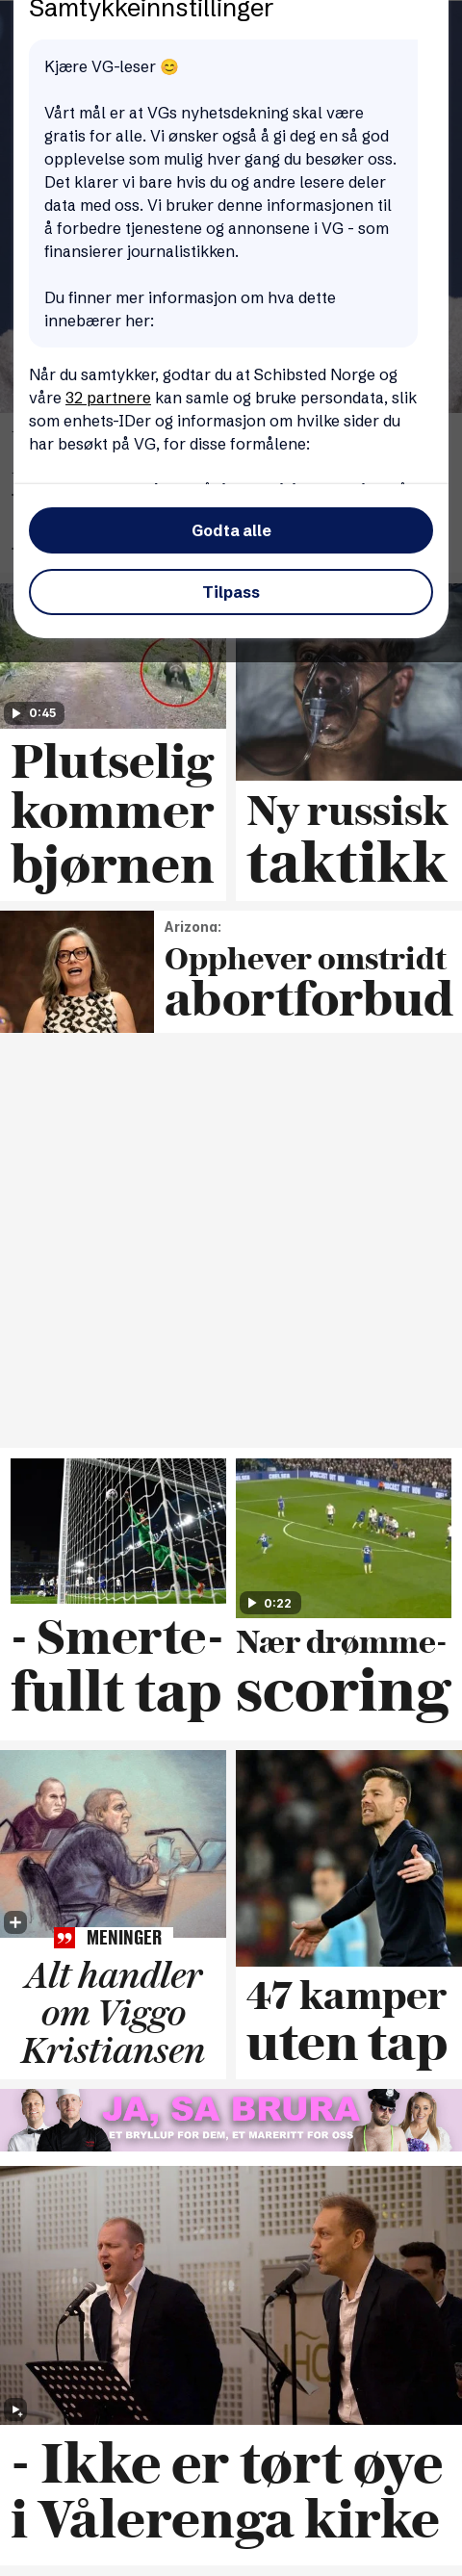 Samtykkeinnstillinger
Kjære VG-leser 😊
Vårt mål er at VGs nyhetsdekning skal være
gratis for alle. Vi ønsker også å gi deg en så god
opplevelse som mulig hver gang du besøker oss.
Det klarer vi bare hvis du og andre lesere deler
data med oss. Vi bruker denne informasjonen til
å forbedre tjenestene og annonsene i VG - som
finansierer journalistikken.
Du finner mer informasjon om hva dette
innebærer her:
Når du samtykker, godtar du at Schibsted Norge og
våre 32 partnere kan samle og bruke persondata, slik
som enhets-IDer og informasjon om hvilke sider du
har besøkt på VG, for disse formålene:
Godta alle
Tilpass
0:45
Plutselig
kommer
bjørnen
Ny russisk
taktikk
Arizona:
Opphever omstridt
abortforbud
- Smerte-
fullt tap
0:22
Nær drømme-
scoring
MENINGER
Alt handler
om Viggo
Kristiansen
47 kamper
uten tap
JA, SA BRURA
ET BRYLLUP FOR DEM, ET MARERITT FOR OSS
- Ikke er tørt øye
i Vålerenga kirke